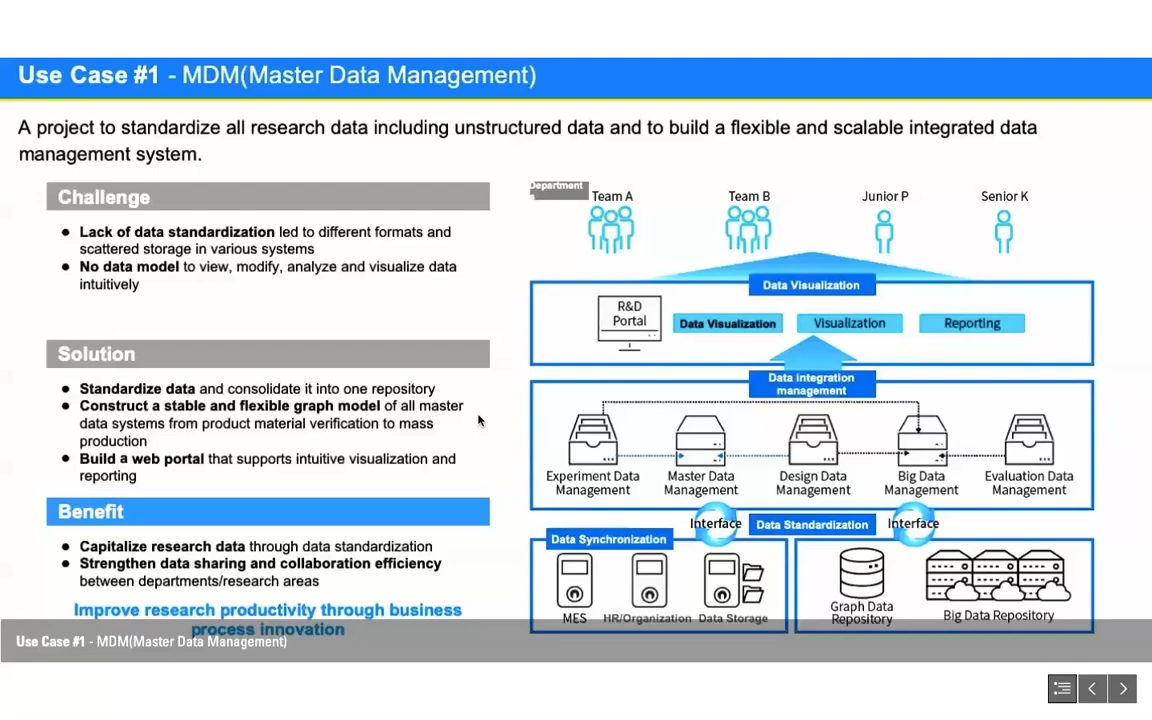 Use Case #1 - MDM(Master Data Management)
A project to standardize all research data including unstructured data and to build a flexible and scalable integrated data
management system.
Challenge
● Lack of data standardization led to different formats and
scattered storage in various systems
● No data model to view, modify, analyze and visualize data
intuitively
Solution
● Standardize data and consolidate it into one repository
● Construct a stable and flexible graph model of all master
data systems from product material verification to mass
production
● Build a web portal that supports intuitive visualization and
reporting
Benefit
● Capitalize research data through data standardization
● Strengthen data sharing and collaboration efficiency
between departments/research areas
Improve research productivity through business
process innovation
Department
Team A
Team B
Junior P
Senior K
Data Visualization
R&D
Portal
Data Visualization
Visualization
Reporting
Data integration
management
Experiment Data
Management
Master Data
Management
Design Data
Management
Big Data
Management
Evaluation Data
Management
Interface
Data Standardization
Interface
Data Synchronization
MES
HR/Organization
Data Storage
Graph Data
Repository
Big Data Repository
Use Case #1 - MDM(Master Data Management)